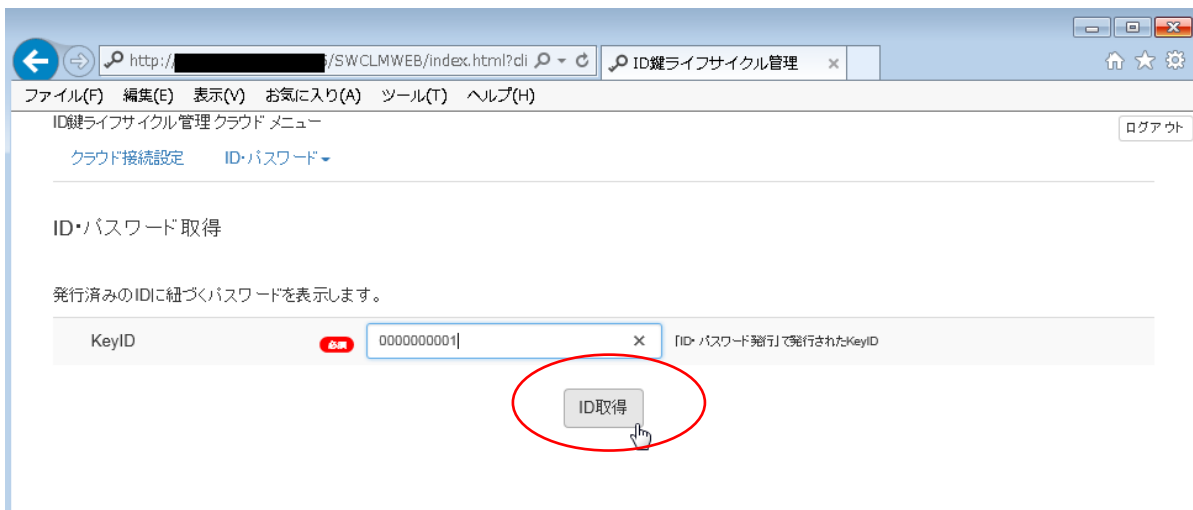 http:// /SWCLMWEB/index.html?cli
ID鍵ライフサイクル管理
ファイル(F) 編集(E) 表示(V) お気に入り(A) ツール(T) ヘルプ(H)
ID鍵ライフサイクル管理 クラウド メニュー
ログアウト
クラウド接続設定 ID・パスワード
ID・パスワード 取得
発行済みのIDに紐づくパスワードを表示します。
KeyID 必須 0000000001 「ID・パスワード発行」で発行されたKeyID
ID取得